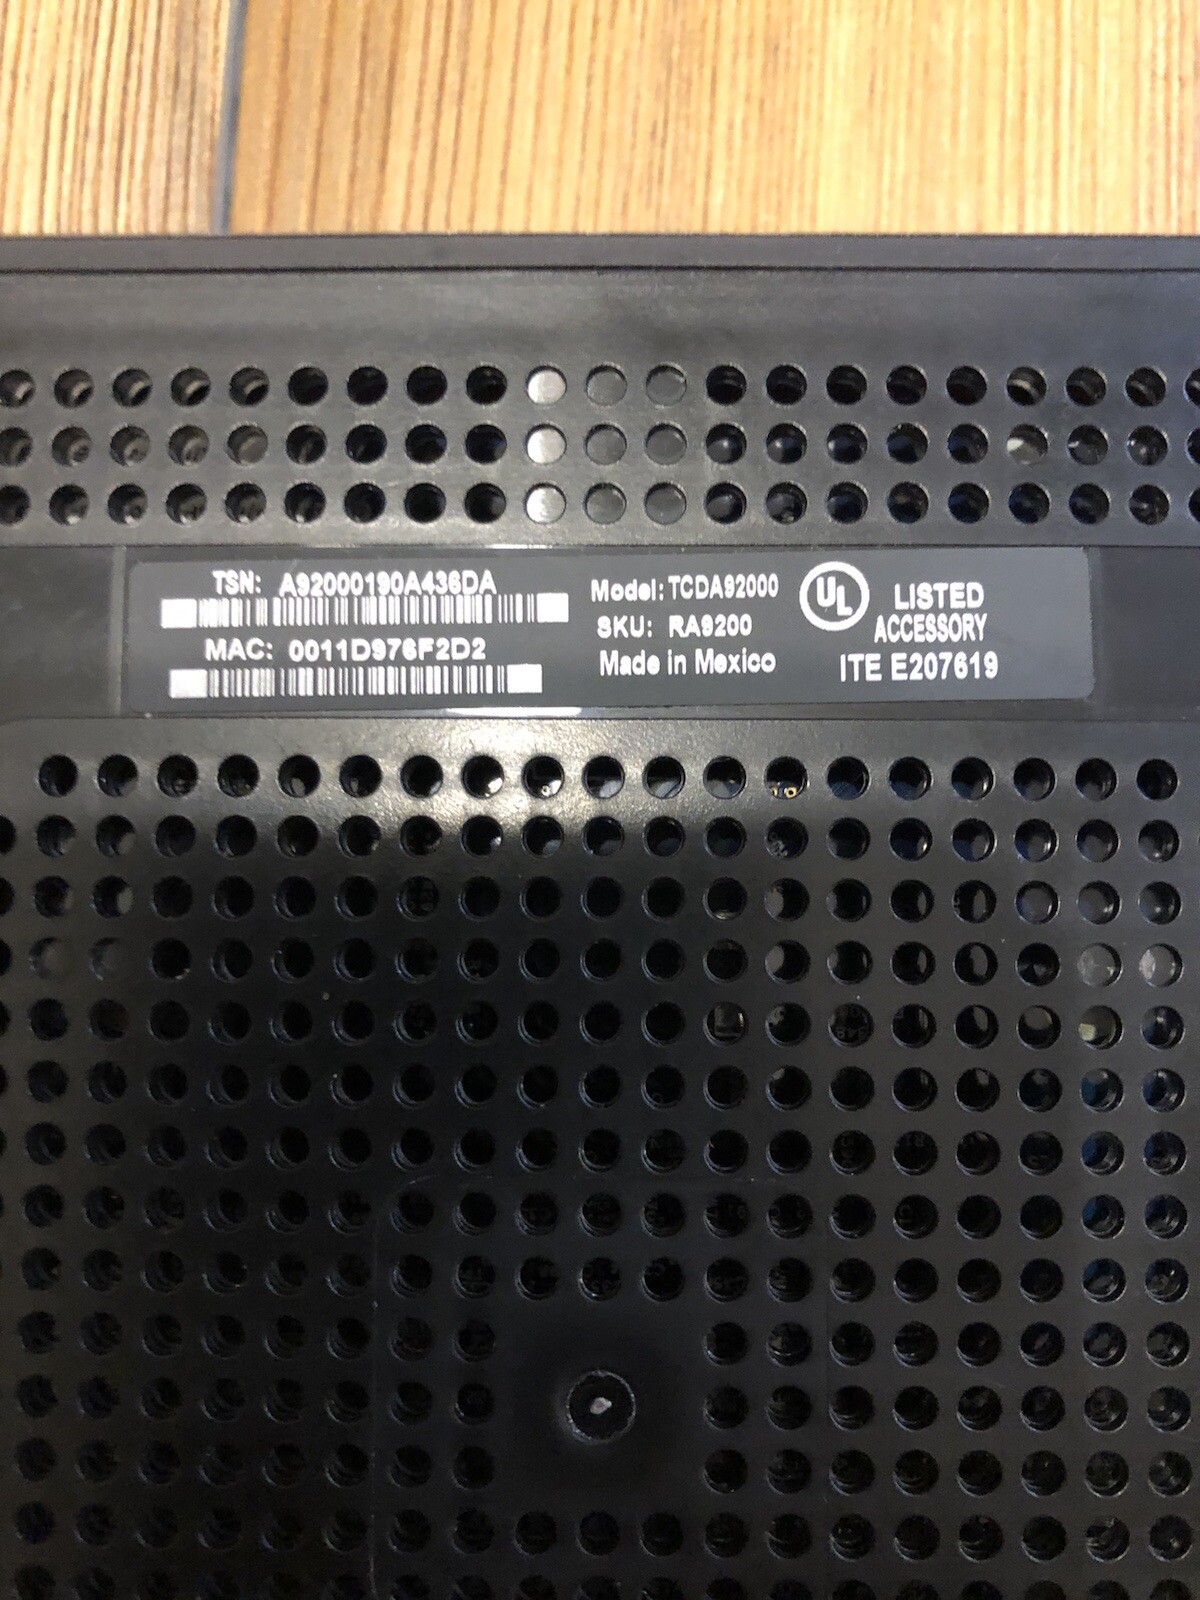 TSN: A92000190A436DA
MAC: 0011D976F2D2
Model: TCDA92000
SKU: RA9200
Made in Mexico
UL
LISTED
ACCESSORY
ITE E207619